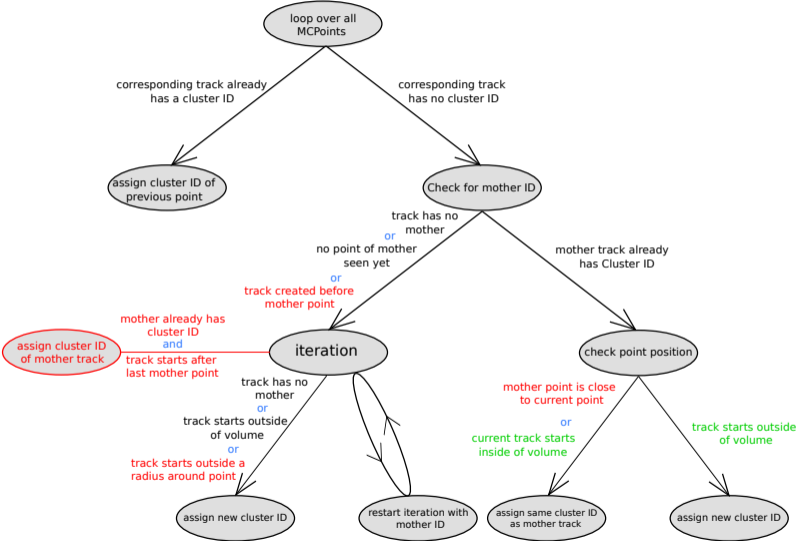 loop over all
MCPoints
corresponding track already
has a cluster ID
corresponding track
has no cluster ID
assign cluster ID of
previous point
Check for mother ID
track has no
mother
or
no point of mother
seen yet
or
track created before
mother point
mother track already
has Cluster ID
mother already has
cluster ID
and
track starts after
last mother point
assign cluster ID
of mother track
iteration
check point position
track has no
mother
or
track starts outside
of volume
or
track starts outside a
radius around point
mother point is close
to current point
or
current track starts
inside of volume
track starts outside
of volume
assign new cluster ID
restart iteration with
mother ID
assign same cluster ID
as mother track
assign new cluster ID